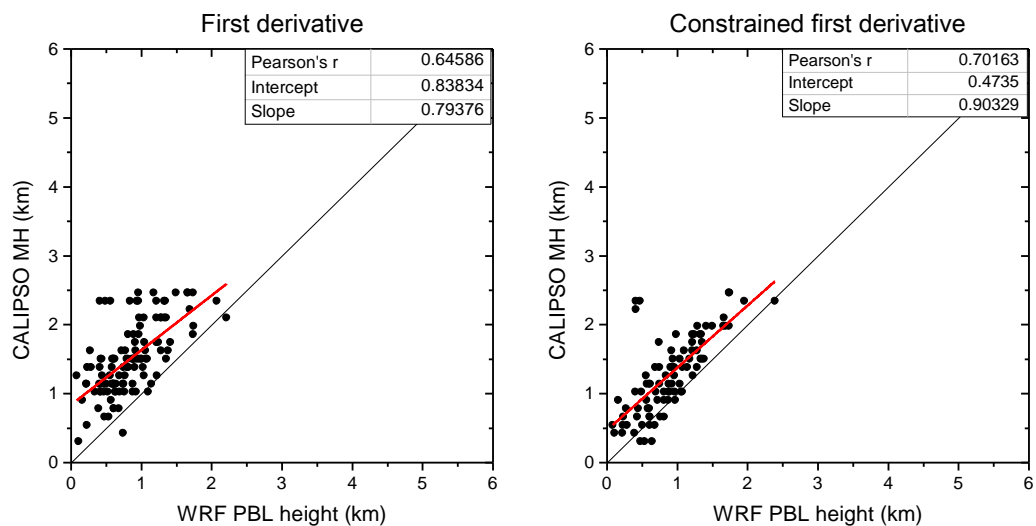 First derivative
Pearson's r 0.64586
Intercept 0.83834
Slope 0.79376
6
5
4
3
2
1
0
CALIPSO MH (km)
0 1 2 3 4 5 6
WRF PBL height (km)
Constrained first derivative
Pearson's r 0.70163
Intercept 0.4735
Slope 0.90329
6
5
4
3
2
1
0
CALIPSO MH (km)
0 1 2 3 4 5 6
WRF PBL height (km)